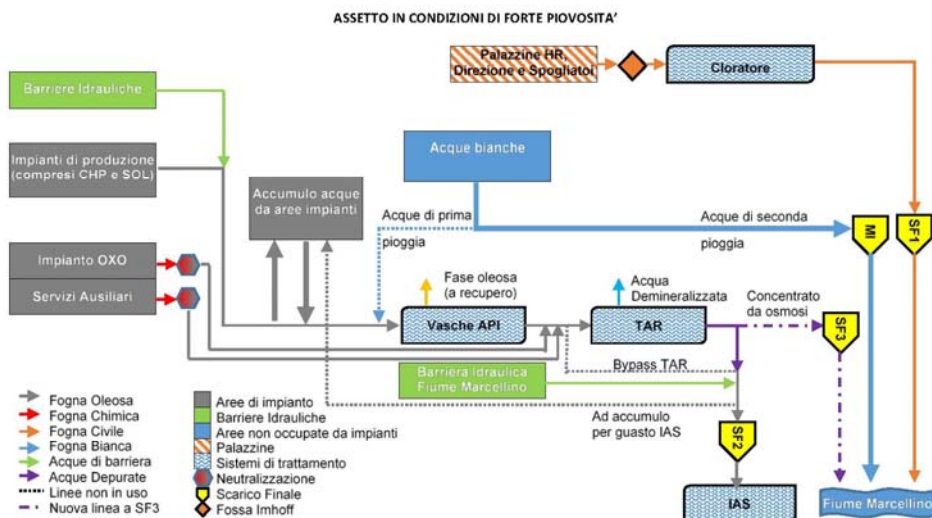 ASSETTO IN CONDIZIONI DI FORTE PIOVOSITA'
Palazzine HR,
Direzione e Spogliatoi
Cloratore
Barriere Idrauliche
Impianti di produzione
(compresi CHP e SOL)
Accumulo acque
da aree impianti
Acque bianche
Acque di prima
pioggia
Acque di seconda
pioggia
MI
SF1
Impianto OXO
Servizi Ausiliari
Fase oleosa
(a recupero)
Acqua
Demineralizzata
Concentrato
da osmosi
Vasche API
TAR
SF3
Bypass TAR
Barriera Idraulica
Fiume Marcellino
Ad accumulo
per guasto IAS
SF2
IAS
Fiume Marcellino
Fogna Oleosa
Fogna Chimica
Fogna Civile
Fogna Bianca
Acque di barriera
Acque Depurate
Linee non in uso
Nuova linea a SF3
Aree di impianto
Barriere Idrauliche
Aree non occupate da impianti
Palazzine
Sistemi di trattamento
Neutralizzazione
Scarico Finale
Fossa Imhoff